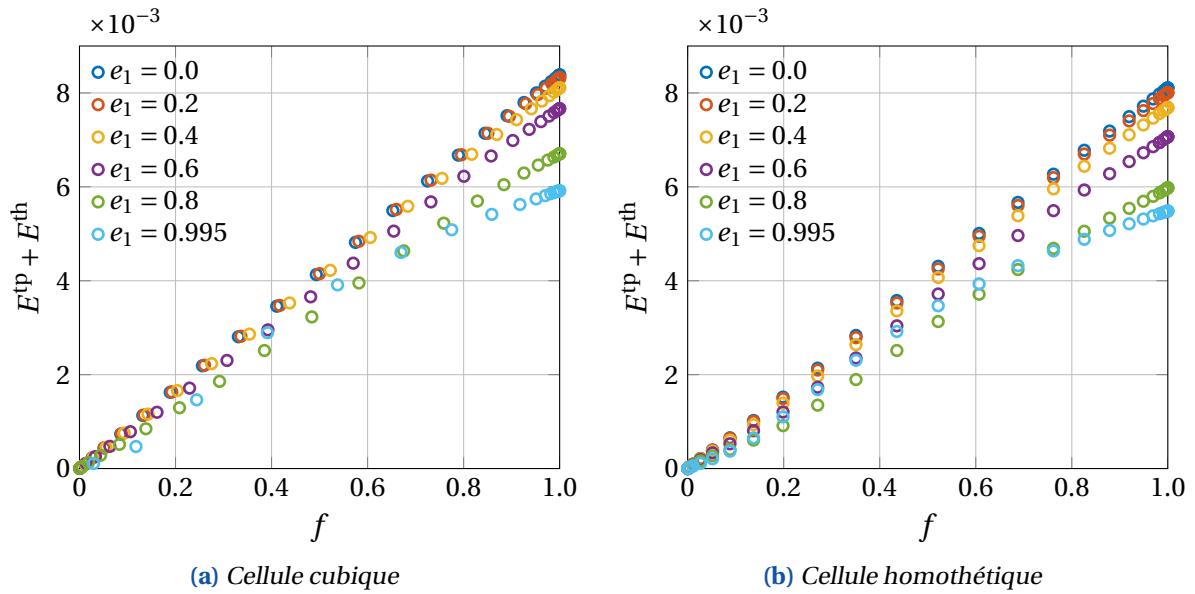 ×10⁻³
8
6
4
2
0
0
0.2
0.4
0.6
0.8
1.0
Eᵗᵖ + Eᵗʰ
f
e₁ = 0.0
e₁ = 0.2
e₁ = 0.4
e₁ = 0.6
e₁ = 0.8
e₁ = 0.995
(a) Cellule cubique
×10⁻³
8
6
4
2
0
0
0.2
0.4
0.6
0.8
1.0
Eᵗᵖ + Eᵗʰ
f
e₁ = 0.0
e₁ = 0.2
e₁ = 0.4
e₁ = 0.6
e₁ = 0.8
e₁ = 0.995
(b) Cellule homothétique